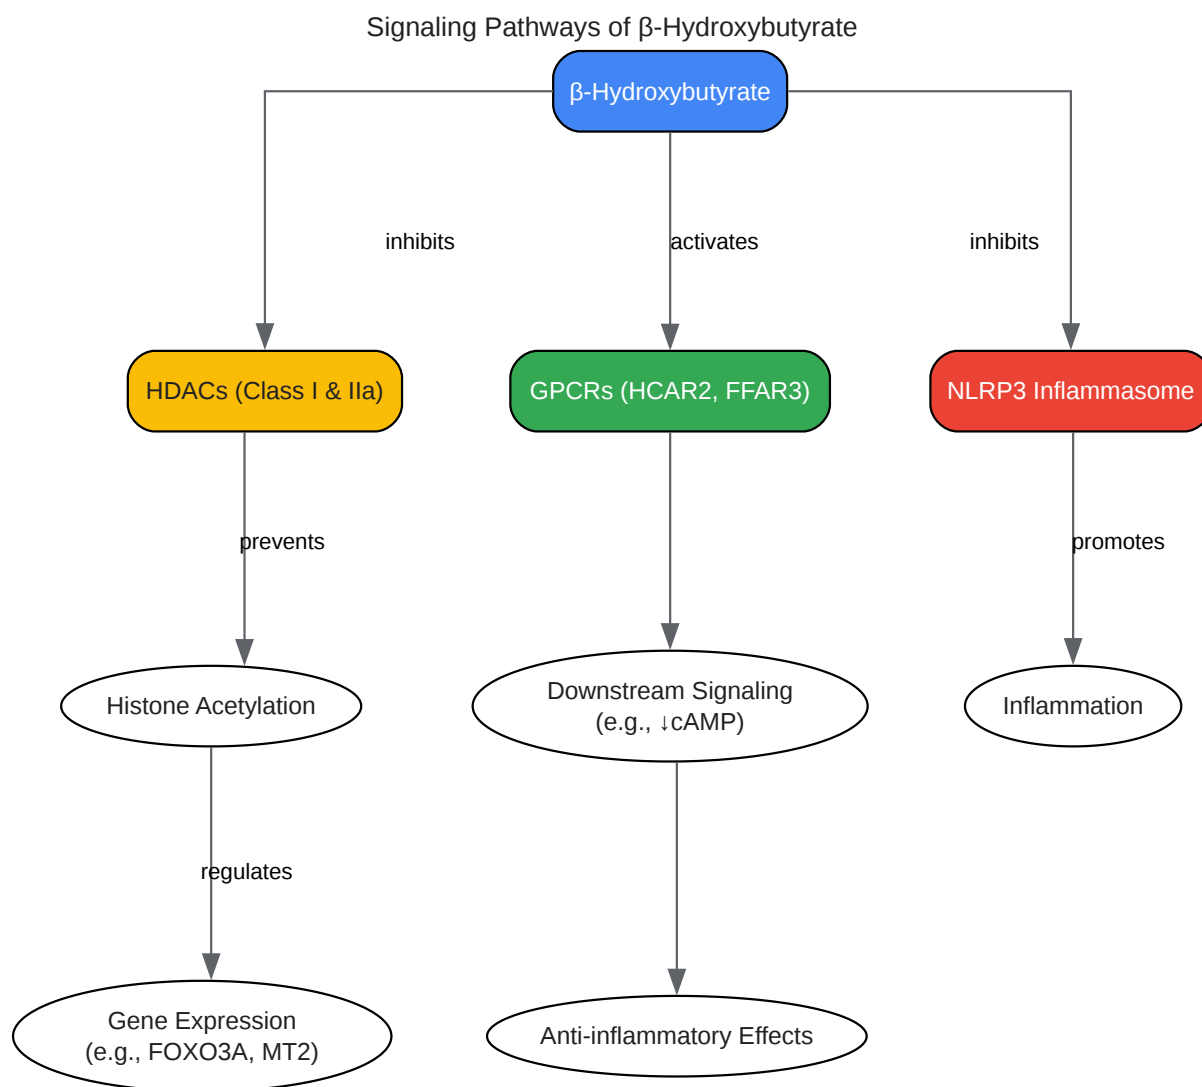 Signaling Pathways of β-Hydroxybutyrate
β-Hydroxybutyrate
inhibits
activates
inhibits
HDACs (Class I & IIa)
GPCRs (HCAR2, FFAR3)
NLRP3 Inflammasome
prevents
promotes
Histone Acetylation
Downstream Signaling
(e.g., ↓cAMP)
Inflammation
regulates
Gene Expression
(e.g., FOXO3A, MT2)
Anti-inflammatory Effects